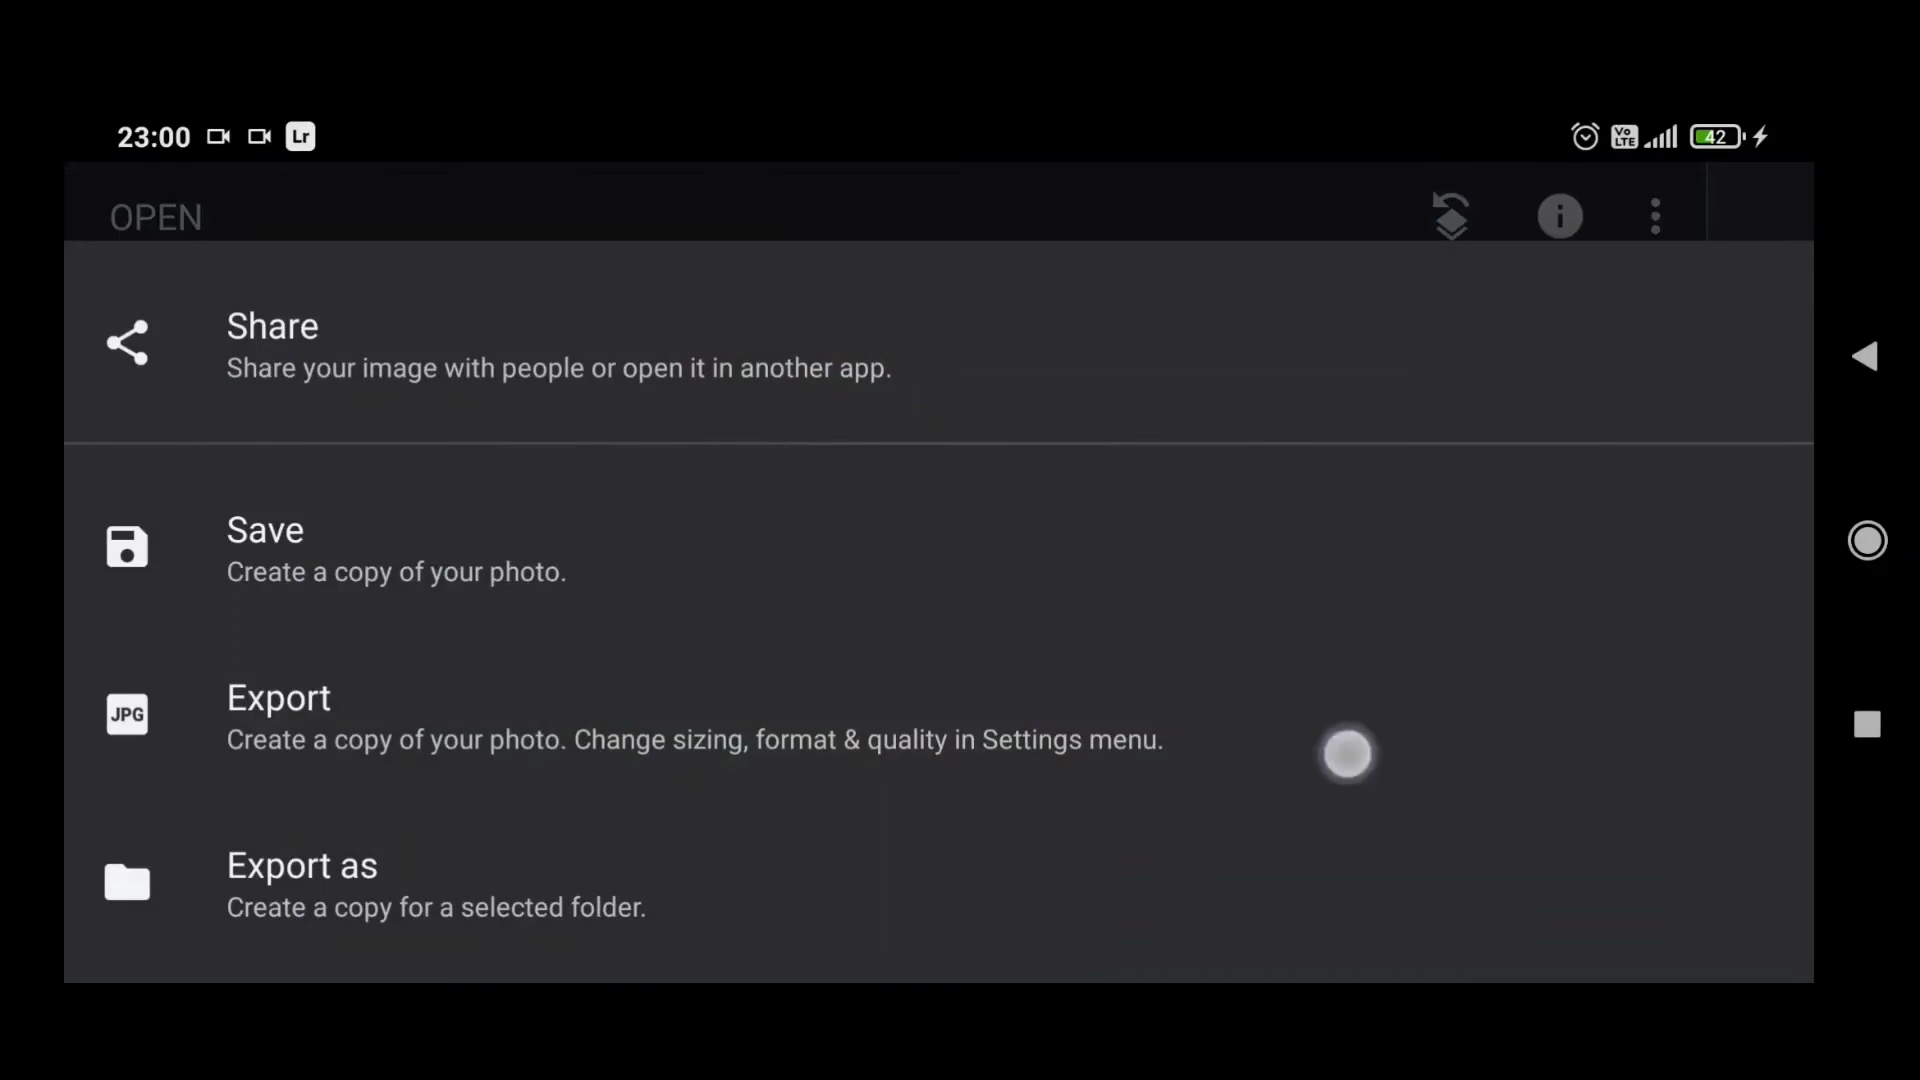 23:00 Lr Vo LTE 42
OPEN
Share
Share your image with people or open it in another app.
Save
Create a copy of your photo.
JPG
Export
Create a copy of your photo. Change sizing, format & quality in Settings menu.
Export as
Create a copy for a selected folder.